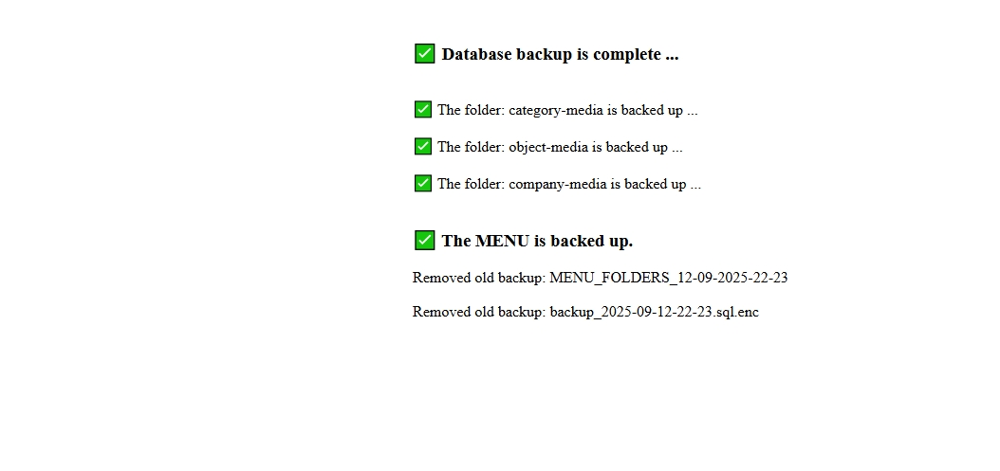 Database backup is complete ...
The folder: category-media is backed up ...
The folder: object-media is backed up ...
The folder: company-media is backed up ...
The MENU is backed up.
Removed old backup: MENU_FOLDERS_12-09-2025-22-23
Removed old backup: backup_2025-09-12-22-23.sql.enc